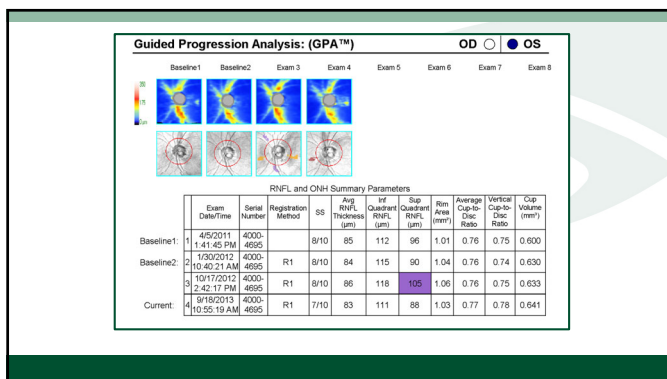 Guided Progression Analysis: (GPA™) OD OS
Baseline1 Baseline2 Exam 3 Exam 4 Exam 5 Exam 6 Exam 7 Exam 8
350
175
0 µm
RNFL and ONH Summary Parameters
Exam Date/Time Serial Number Registration Method SS Avg RNFL Thickness (µm) Inf Quadrant RNFL (µm) Sup Quadrant RNFL (µm) Rim Area (mm²) Average Cup-to-Disc Ratio Vertical Cup-to-Disc Ratio Cup Volume (mm³)
Baseline1: 1 4/5/2011 1:41:45 PM 4000-4695 8/10 85 112 96 1.01 0.76 0.75 0.600
Baseline2: 2 1/30/2012 10:40:21 AM 4000-4695 R1 8/10 84 115 90 1.04 0.76 0.74 0.630
3 10/17/2012 2:42:17 PM 4000-4695 R1 8/10 86 118 105 1.06 0.76 0.75 0.633
Current: 4 9/18/2013 10:55:19 AM 4000-4695 R1 7/10 83 111 88 1.03 0.77 0.78 0.641